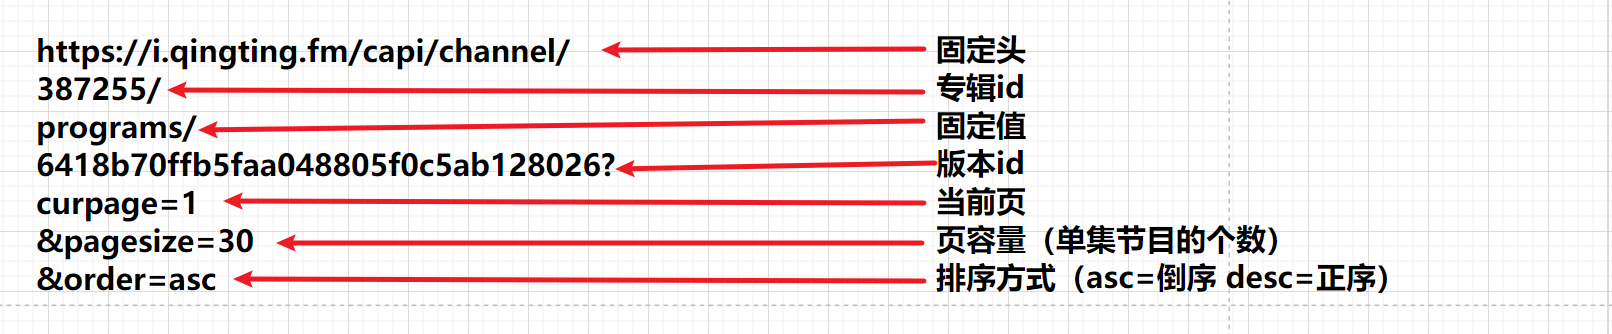 https://i.qingting.fm/capi/channel/ 固定头
387255/ 专辑id
programs/ 固定值
6418b70ffb5faa048805f0c5ab128026? 版本id
curpage=1 当前页
&pagesize=30 页容量（单集节目的个数）
&order=asc 排序方式（asc=倒序 desc=正序）